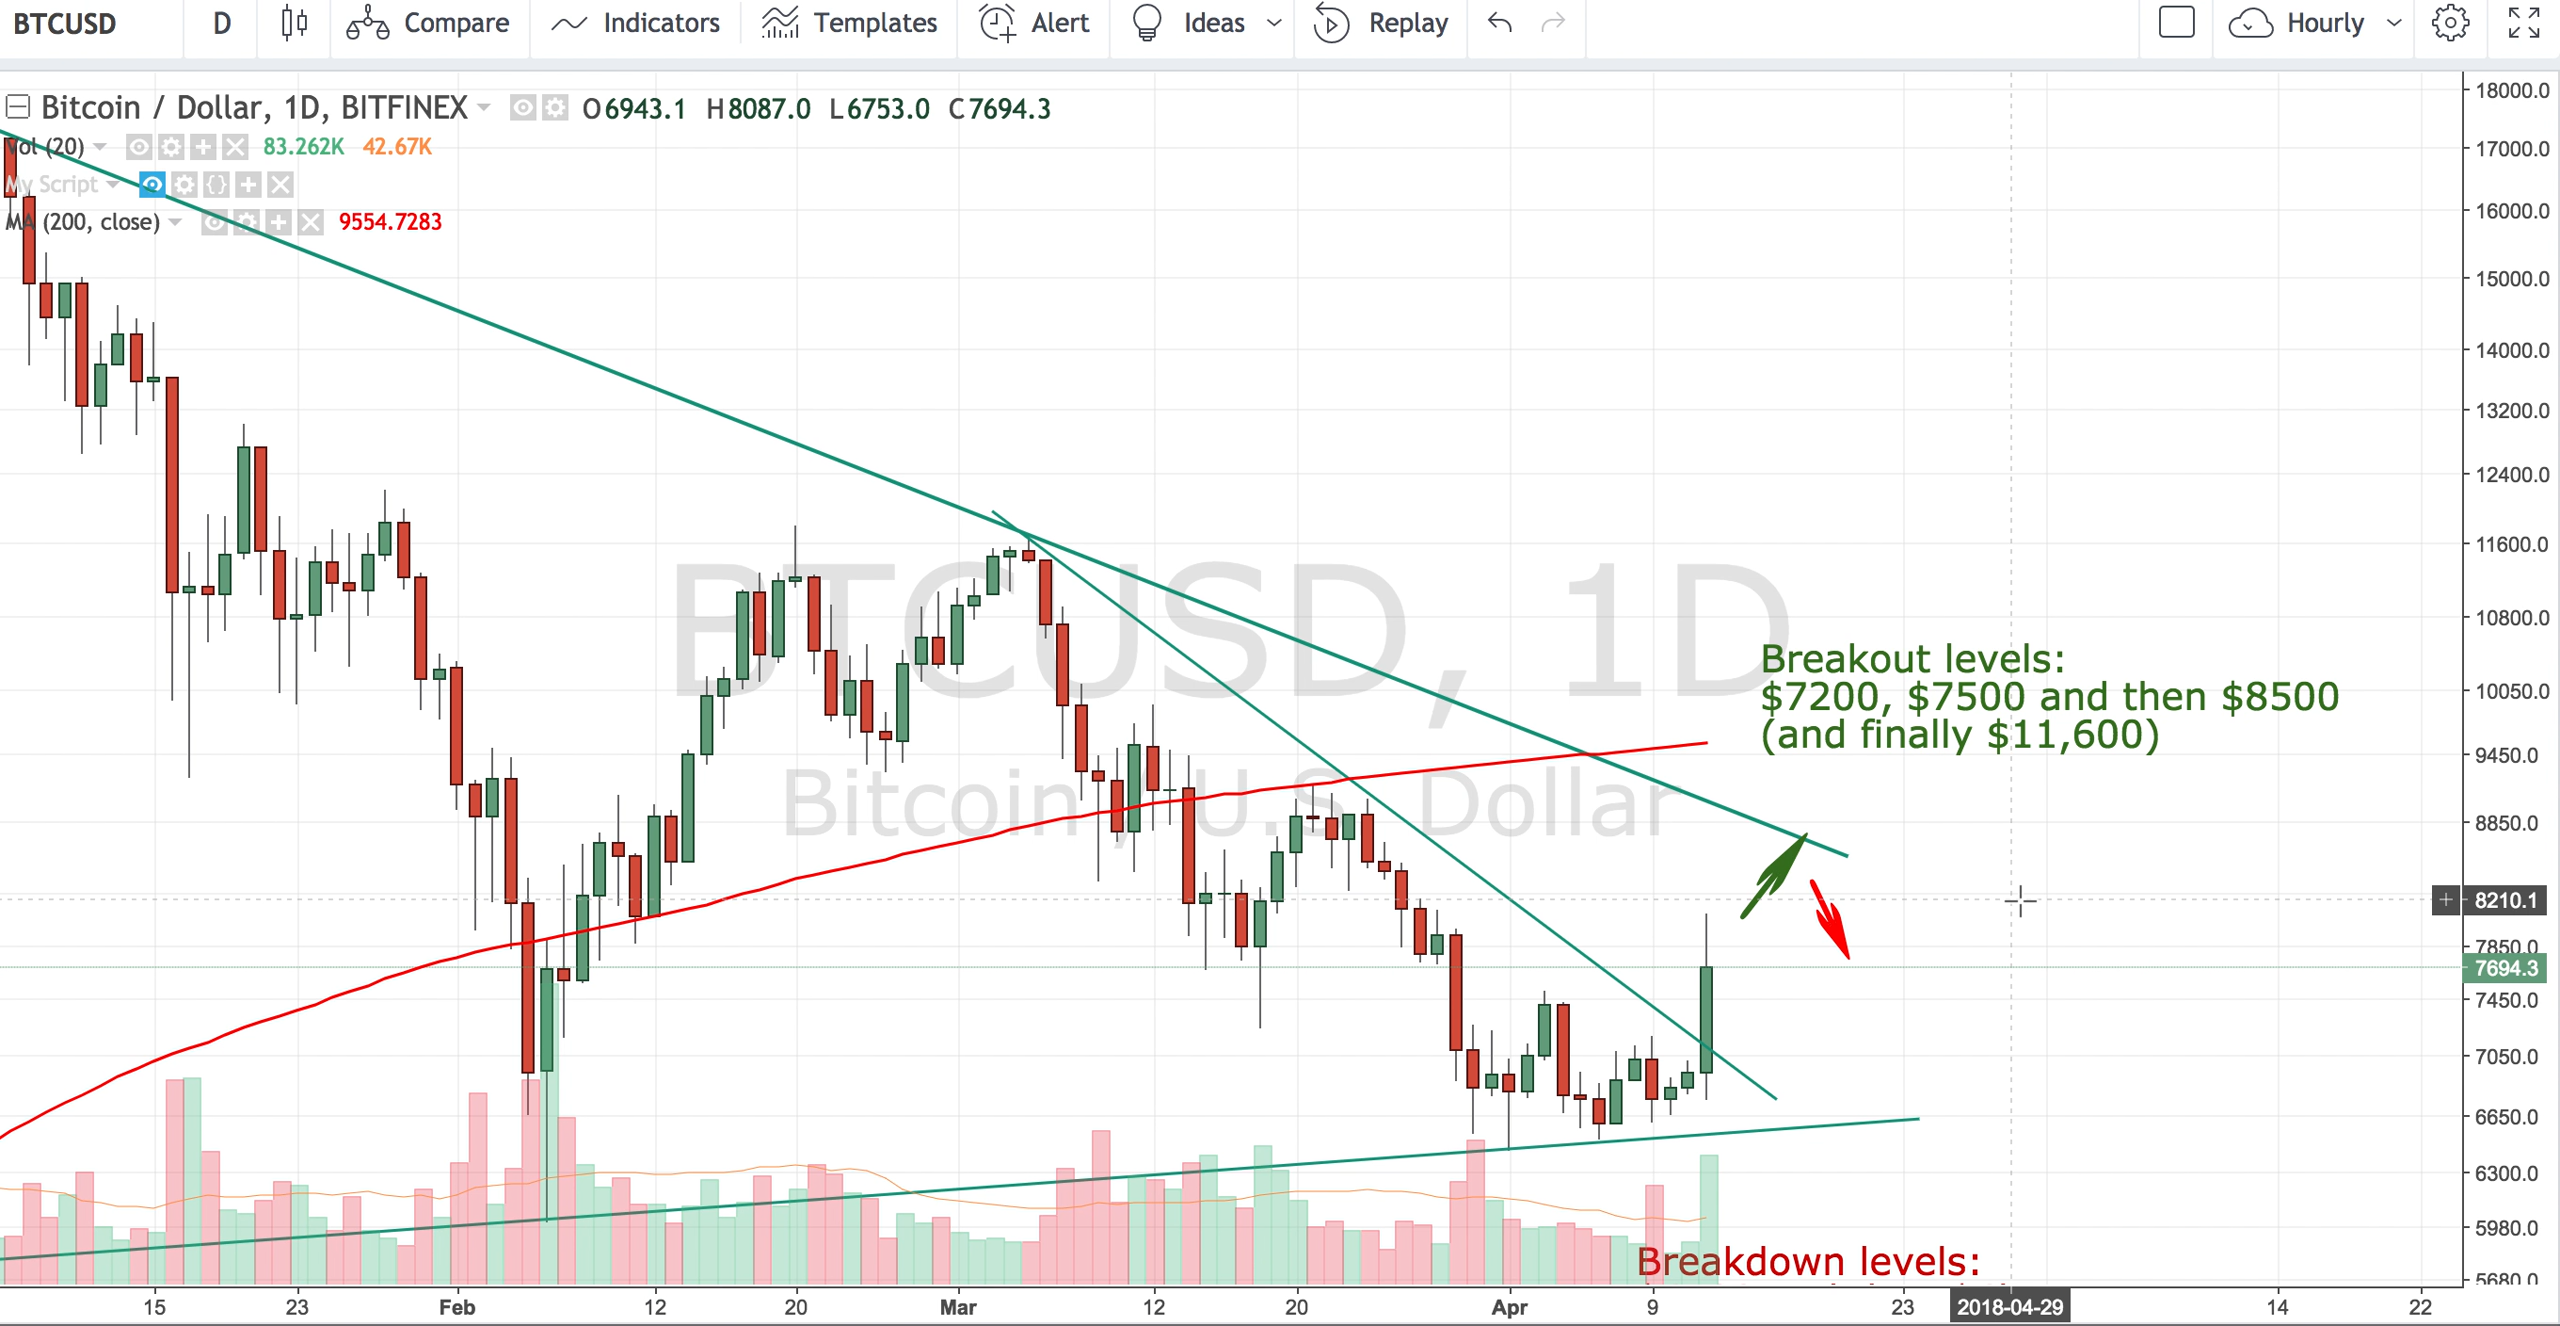 BTCUSD D Compare Indicators Templates Alert Ideas Replay Hourly
Bitcoin / Dollar, 1D, BITFINEX O6943.1 H8087.0 L6753.0 C7694.3
Vol (20) 83.262K 42.67K
My Script {}
MA (200, close) 9554.7283
BTCUSD, 1D
Bitcoin / U.S. Dollar
Breakout levels:
$7200, $7500 and then $8500
(and finally $11,600)
Breakdown levels:
18000.0
17000.0
16000.0
15000.0
14000.0
13200.0
12400.0
11600.0
10800.0
10050.0
9450.0
8850.0
8210.1
7850.0
7694.3
7450.0
7050.0
6650.0
6300.0
5980.0
5680.0
15 23 Feb 12 20 Mar 12 20 Apr 9 23 2018-04-29 14 22